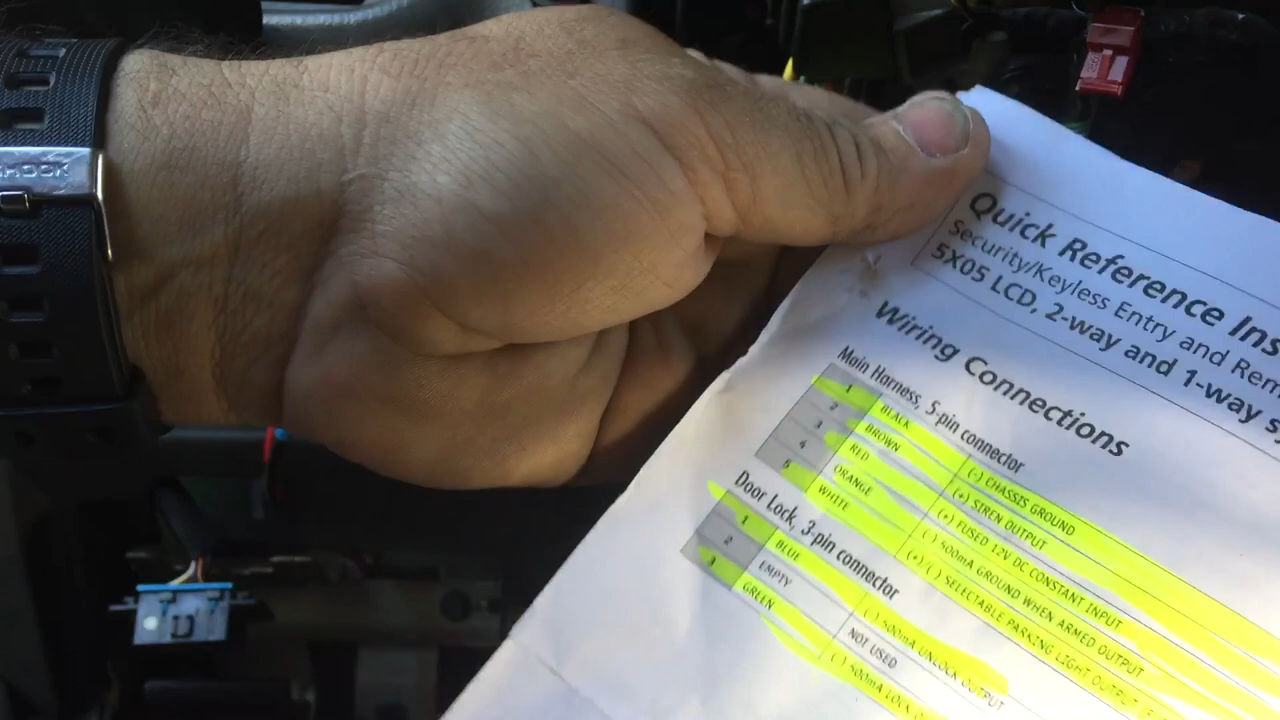 HOCK
Quick Reference Ins
Security/Keyless Entry and Rem
5X05 LCD, 2-way and 1-way s
Wiring Connections
Main Harness, 5-pin connector
1 BLACK (-) CHASSIS GROUND
2 BROWN (+) SIREN OUTPUT
3 RED (+) FUSED 12V DC CONSTANT INPUT
4 ORANGE (-) 500mA GROUND WHEN ARMED OUTPUT
5 WHITE (+)/(-) SELECTABLE PARKING LIGHT OUTPUT
Door Lock, 3-pin connector
1 BLUE (-) 500mA UNLOCK OUTPUT
2 EMPTY NOT USED
3 GREEN (-) 500mA LOCK O